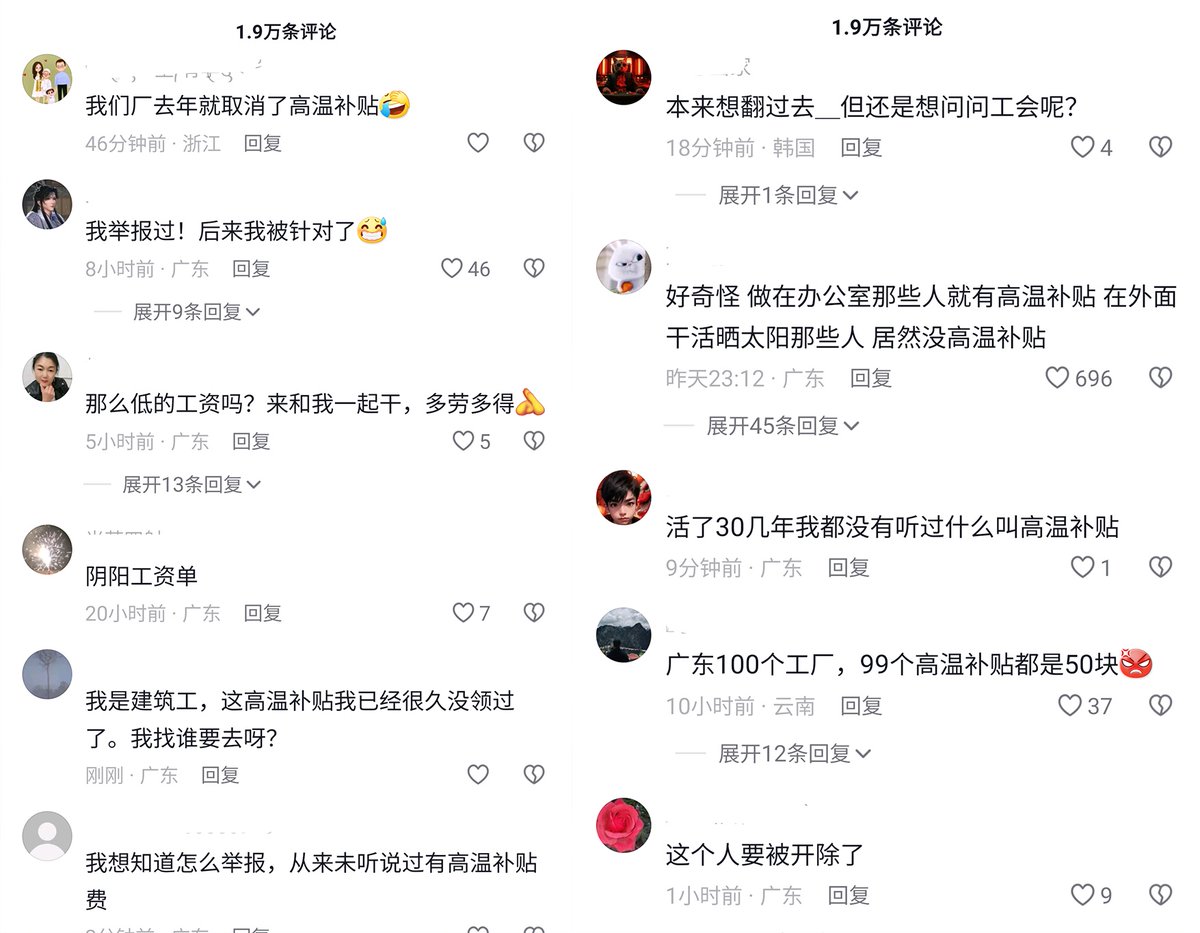 1.9万条评论
我们厂去年就取消了高温补贴🤣
46分钟前 · 浙江 回复
我举报过！后来我被针对了😅
8小时前 · 广东 回复 46
展开9条回复
那么低的工资吗？来和我一起干，多劳多得
5小时前 · 广东 回复 5
展开13条回复
阴阳工资单
20小时前 · 广东 回复 7
我是建筑工，这高温补贴我已经很久没领过
了。我找谁要去呀？
刚刚 · 广东 回复
我想知道怎么举报，从来未听说过有高温补贴
费
1.9万条评论
本来想翻过去__但还是想问问工会呢？
18分钟前 · 韩国 回复 4
展开1条回复
好奇怪 做在办公室那些人就有高温补贴 在外面
干活晒太阳那些人 居然没高温补贴
昨天23:12 · 广东 回复 696
展开45条回复
活了30几年我都没有听过什么叫高温补贴
9分钟前 · 广东 回复 1
广东100个工厂，99个高温补贴都是50块😡
10小时前 · 云南 回复 37
展开12条回复
这个人要被开除了
1小时前 · 广东 回复 9